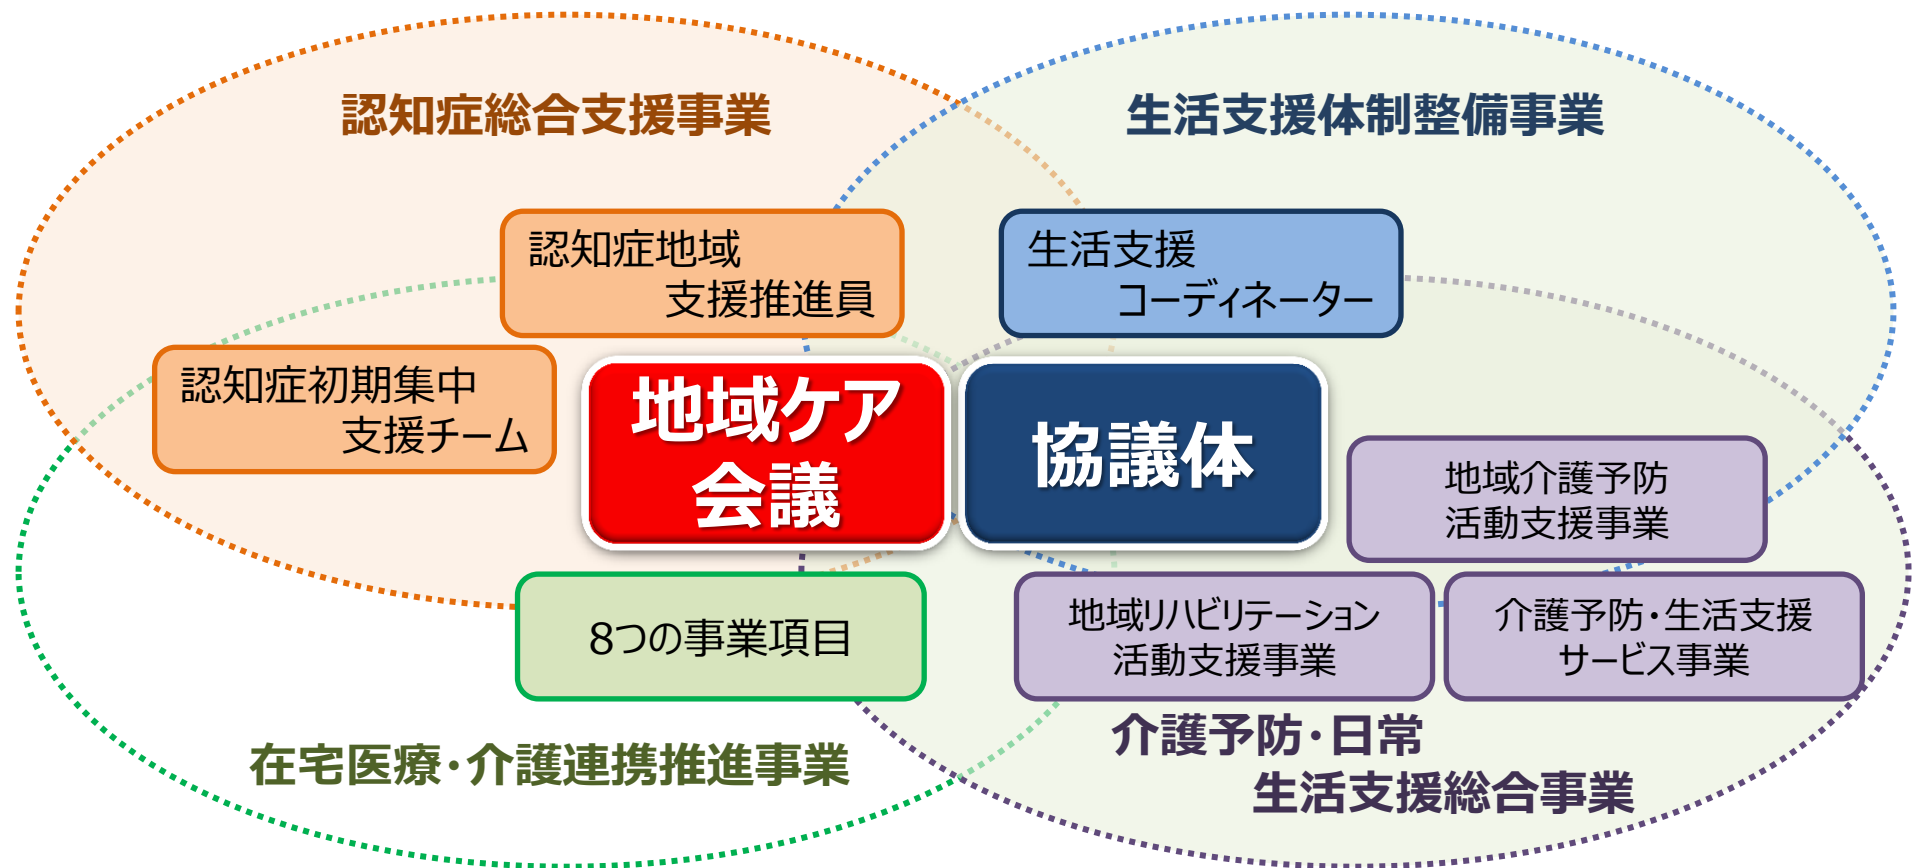 認知症総合支援事業
生活支援体制整備事業
認知症地域
支援推進員
生活支援
コーディネーター
認知症初期集中
支援チーム
地域ケア
会議
協議体
地域介護予防
活動支援事業
8つの事業項目
地域リハビリテーション
活動支援事業
介護予防・生活支援
サービス事業
在宅医療・介護連携推進事業
介護予防・日常
生活支援総合事業